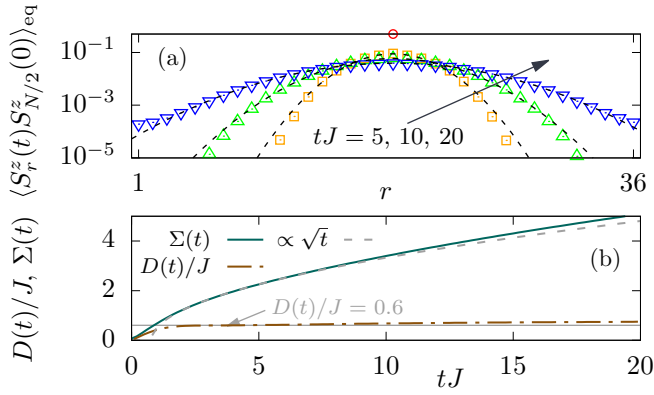 ⟨S^z_r(t)S^z_{N/2}(0)⟩_eq
10^{-1}
10^{-3}
10^{-5}
(a)
tJ = 5, 10, 20
1
r
36
D(t)/J, Σ(t)
4
2
0
Σ(t)
∝ √t
D(t)/J
(b)
D(t)/J = 0.6
0
5
10
15
20
tJ